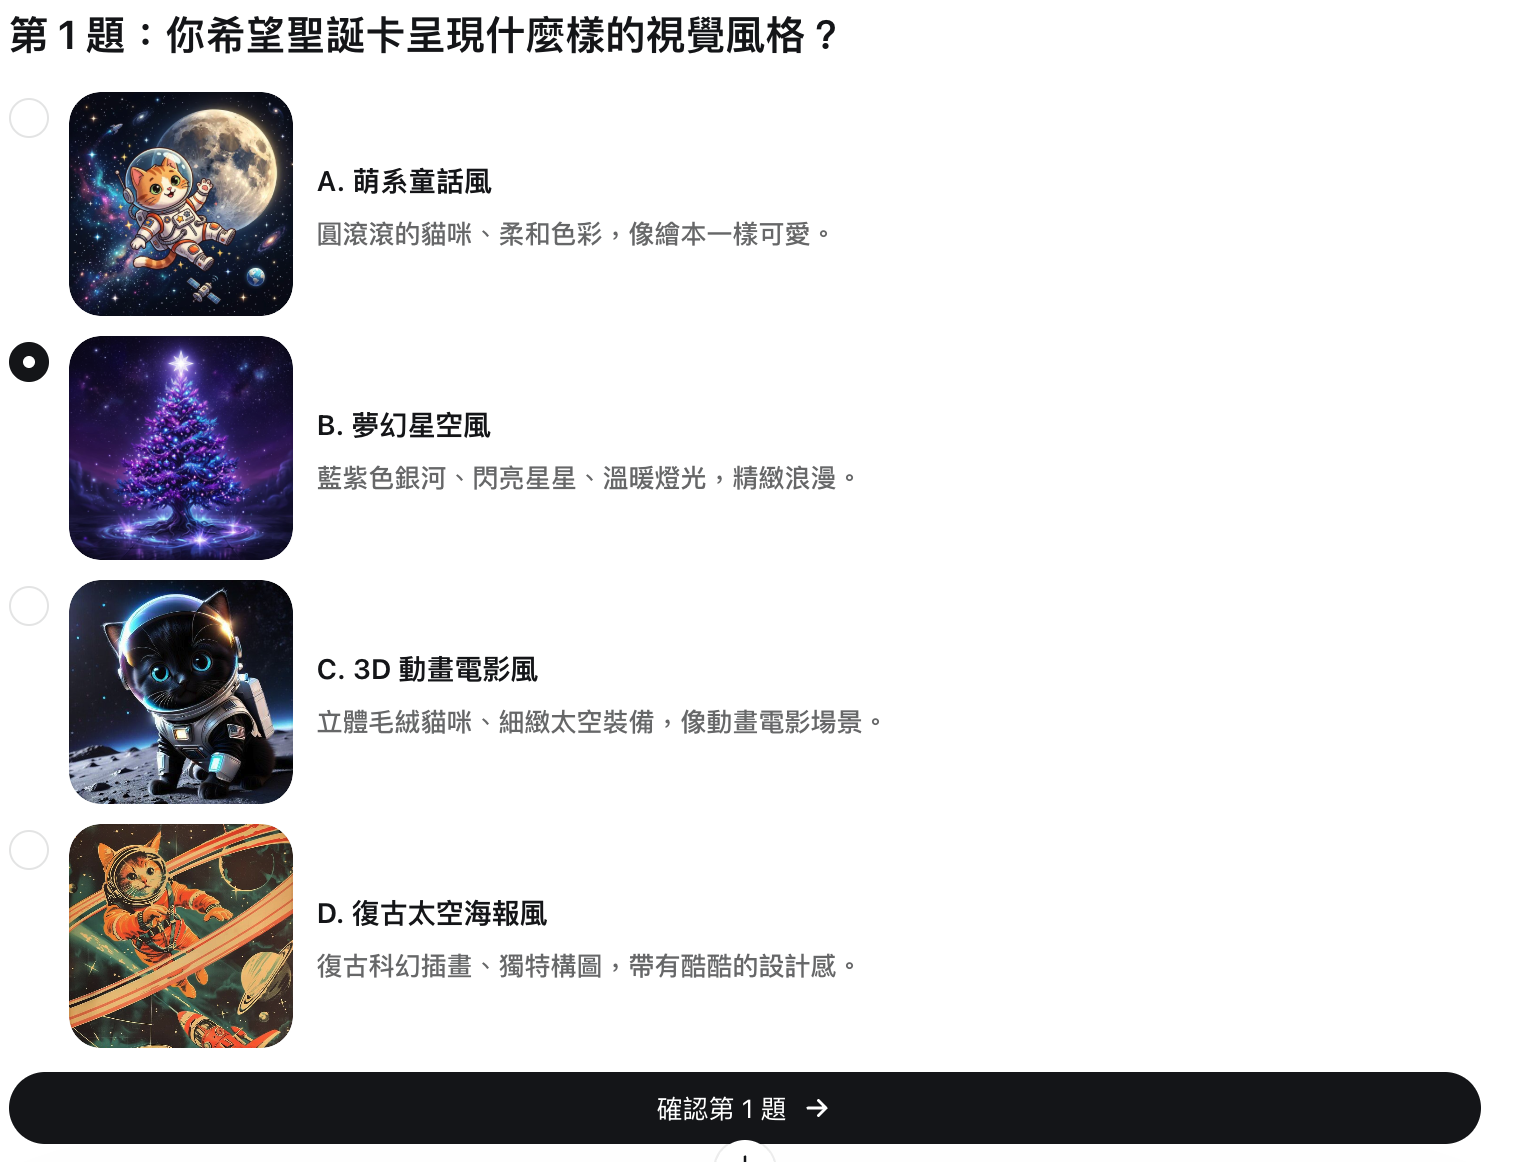 第 1 題：你希望聖誕卡呈現什麼樣的視覺風格？
A. 萌系童話風
圓滾滾的貓咪、柔和色彩，像繪本一樣可愛。
B. 夢幻星空風
藍紫色銀河、閃亮星星、溫暖燈光，精緻浪漫。
C. 3D 動畫電影風
立體毛絨貓咪、細緻太空裝備，像動畫電影場景。
D. 復古太空海報風
復古科幻插畫、獨特構圖，帶有酷酷的設計感。
確認第 1 題 →